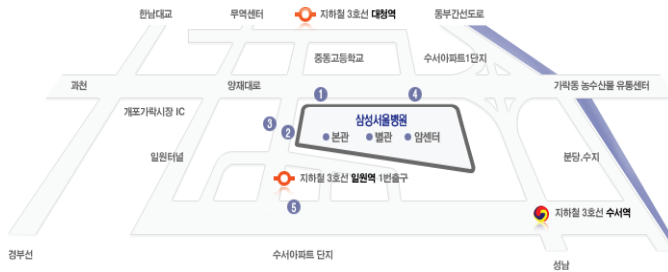 한남대교
무역센터
지하철 3호선 대청역
동부간선도로
중동고등학교
수서아파트1단지
과천
양재대로
1
4
가락동 농수산물 유통센터
개포가락시장 IC
삼성서울병원
3
2
본관
별관
암센터
일원터널
분당,수지
지하철 3호선 일원역 1번출구
5
지하철 3호선 수서역
경부선
수서아파트 단지
성남